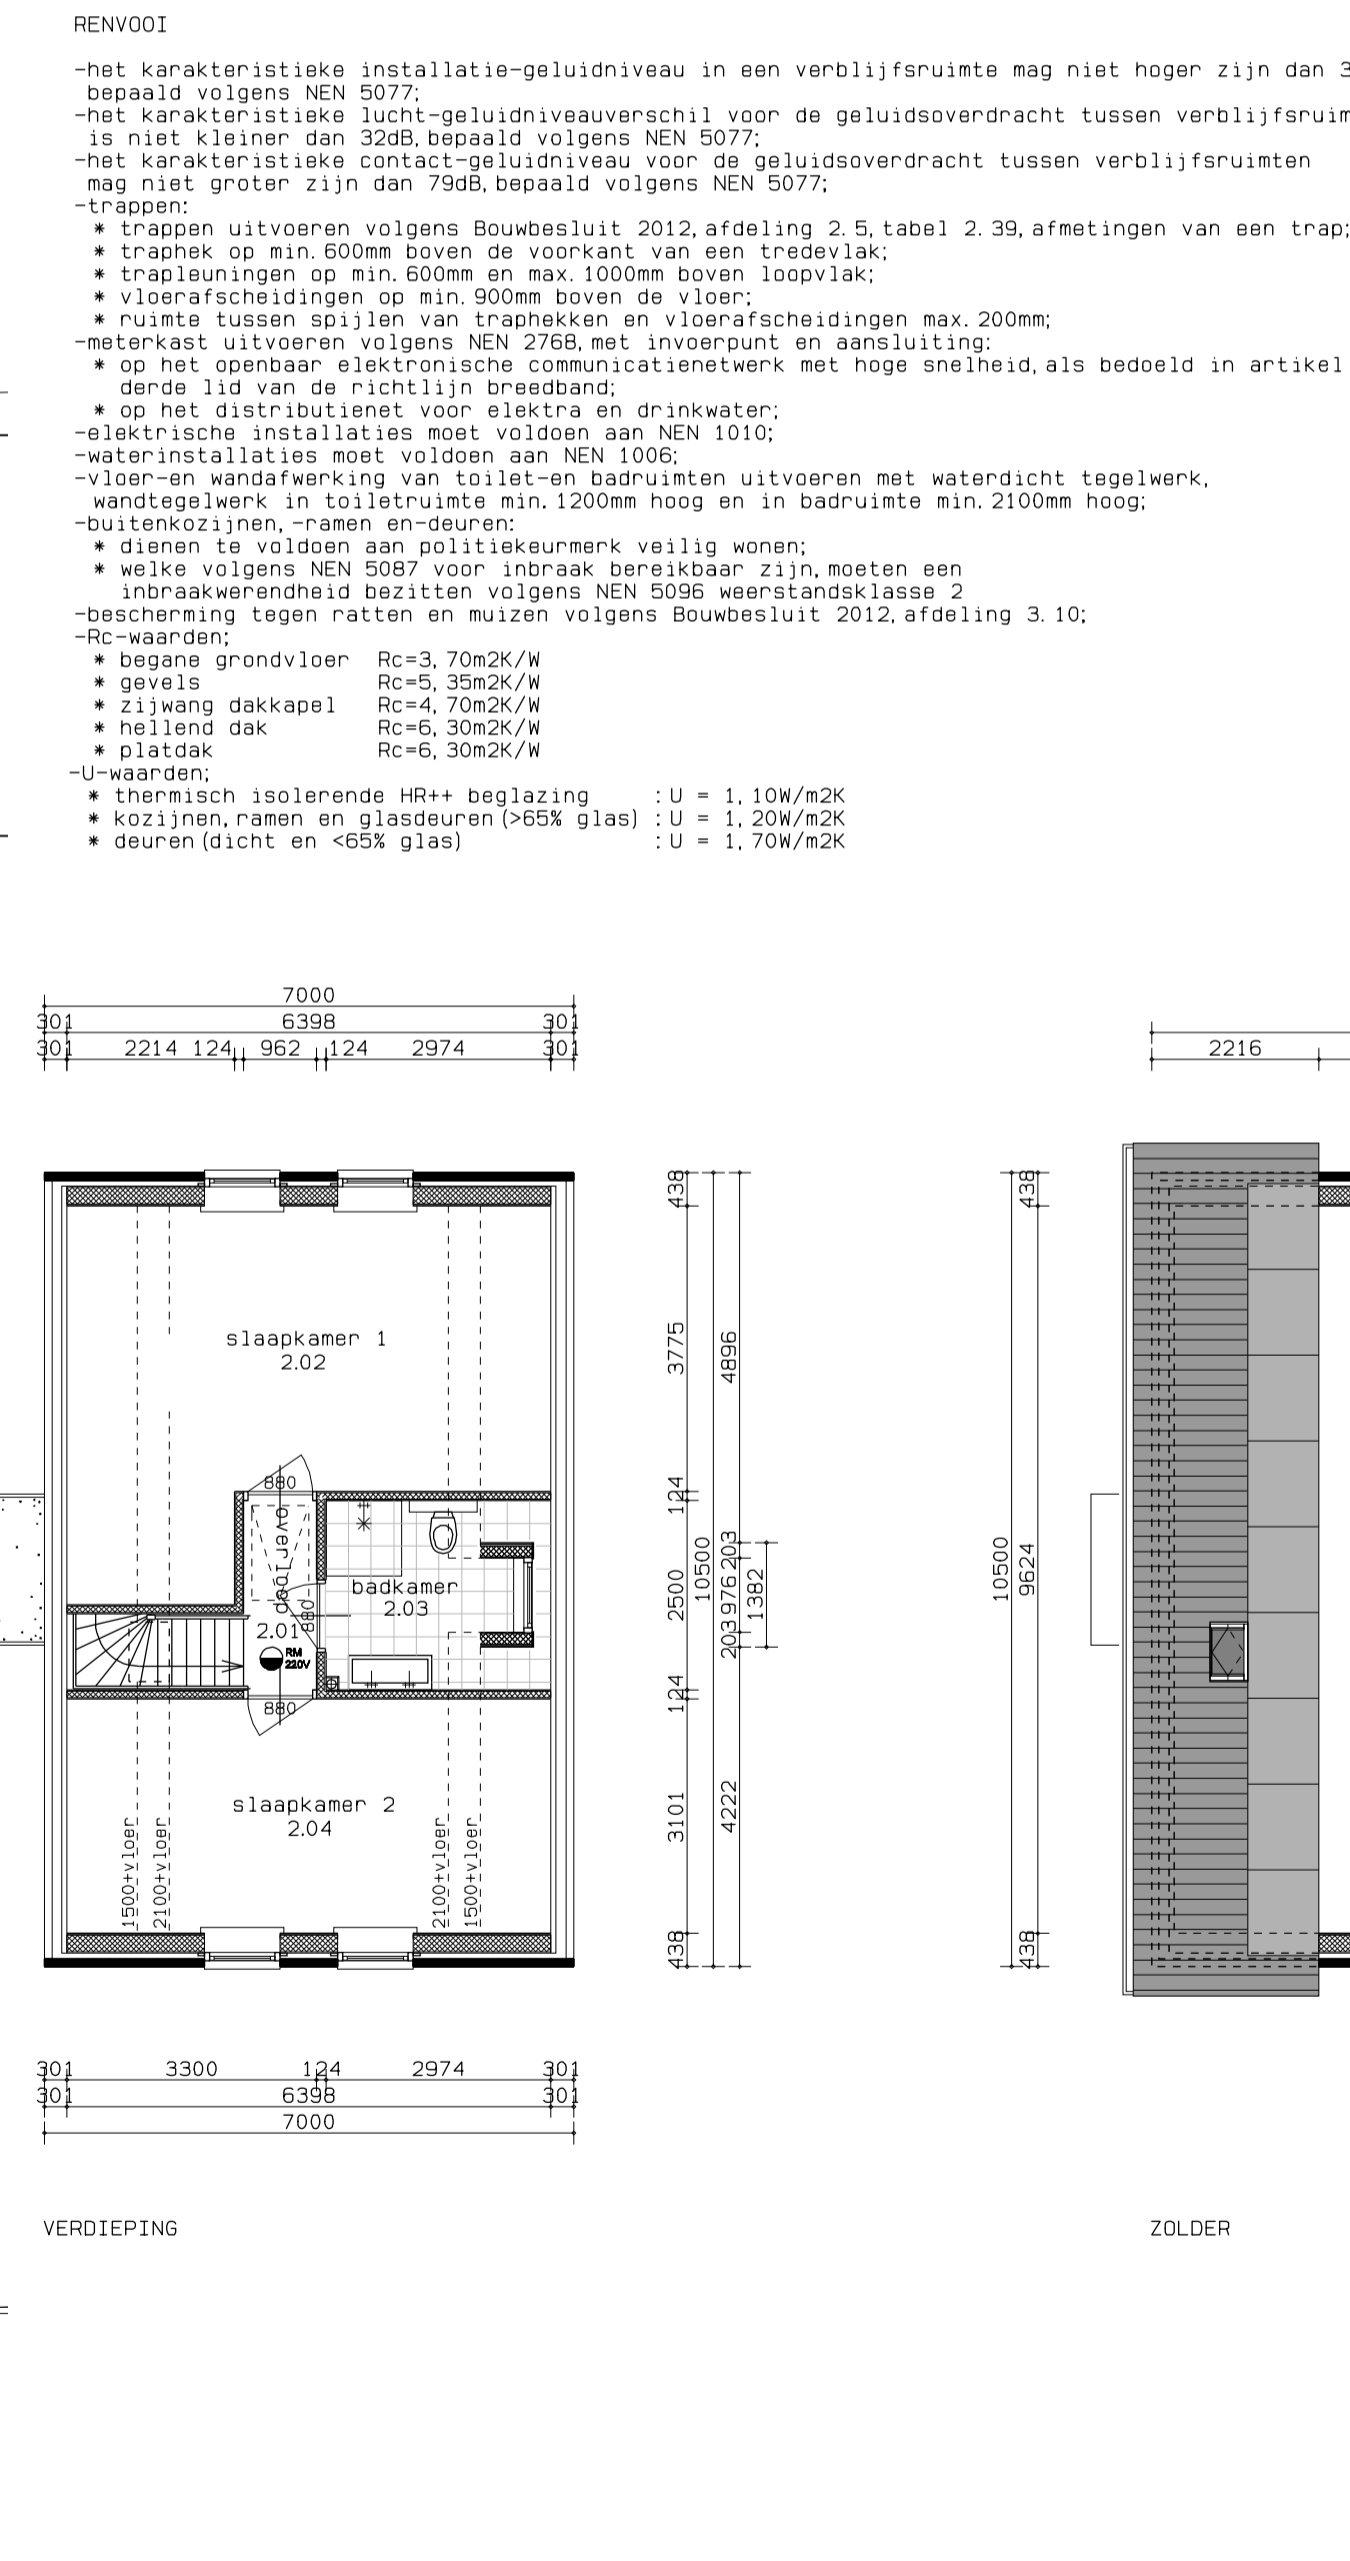 RENVOOI
-het karakteristieke installatie-geluidniveau in een verblijfsruimte mag niet hoger zijn dan 3
bepaald volgens NEN 5077;
-het karakteristieke lucht-geluidniveauverschil voor de geluidsoverdracht tussen verblijfsruim
is niet kleiner dan 32dB, bepaald volgens NEN 5077;
-het karakteristieke contact-geluidniveau voor de geluidsoverdracht tussen verblijfsruimten
mag niet groter zijn dan 79dB, bepaald volgens NEN 5077;
-trappen:
* trappen uitvoeren volgens Bouwbesluit 2012, afdeling 2.5, tabel 2.39, afmetingen van een trap;
* traphek op min. 600mm boven de voorkant van een tredevlak;
* trapleuningen op min. 600mm en max. 1000mm boven loopvlak;
* vloerafscheidingen op min. 900mm boven de vloer;
* ruimte tussen spijlen van traphekken en vloerafscheidingen max. 200mm;
-meterkast uitvoeren volgens NEN 2768, met invoerpunt en aansluiting:
* op het openbaar elektronische communicatienetwerk met hoge snelheid, als bedoeld in artikel
derde lid van de richtlijn breedband;
* op het distributienet voor elektra en drinkwater;
-elektrische installaties moet voldoen aan NEN 1010;
-waterinstallaties moet voldoen aan NEN 1006;
-vloer-en wandafwerking van toilet-en badruimten uitvoeren met waterdicht tegelwerk,
wandtegelwerk in toiletruimte min. 1200mm hoog en in badruimte min. 2100mm hoog;
-buitenkozijnen, -ramen en-deuren:
* dienen te voldoen aan politiekeurmerk veilig wonen;
* welke volgens NEN 5087 voor inbraak bereikbaar zijn, moeten een
inbraakwerendheid bezitten volgens NEN 5096 weerstandsklasse 2
-bescherming tegen ratten en muizen volgens Bouwbesluit 2012, afdeling 3.10;
-Rc-waarden;
* begane grondvloer Rc=3,70m2K/W
* gevels Rc=5,35m2K/W
* zijwang dakkapel Rc=4,70m2K/W
* hellend dak Rc=6,30m2K/W
* platdak Rc=6,30m2K/W
-U-waarden;
* thermisch isolerende HR++ beglazing : U = 1,10W/m2K
* kozijnen, ramen en glasdeuren (>65% glas) : U = 1,20W/m2K
* deuren (dicht en <65% glas) : U = 1,70W/m2K
7000
301 6398 301
301 2214 124 962 124 2974 301
2216
438
3775
124
2500
124
3101
438
10500
4896
203
976
203
4222
1382
10500
438
9624
438
slaapkamer 1
2.02
880
overloop
badkamer
2.03
880
2.01
RM
220V
880
slaapkamer 2
2.04
1500+vloer
2100+vloer
2100+vloer
1500+vloer
301 3300 124 2974 301
301 6398 301
7000
VERDIEPING
ZOLDER